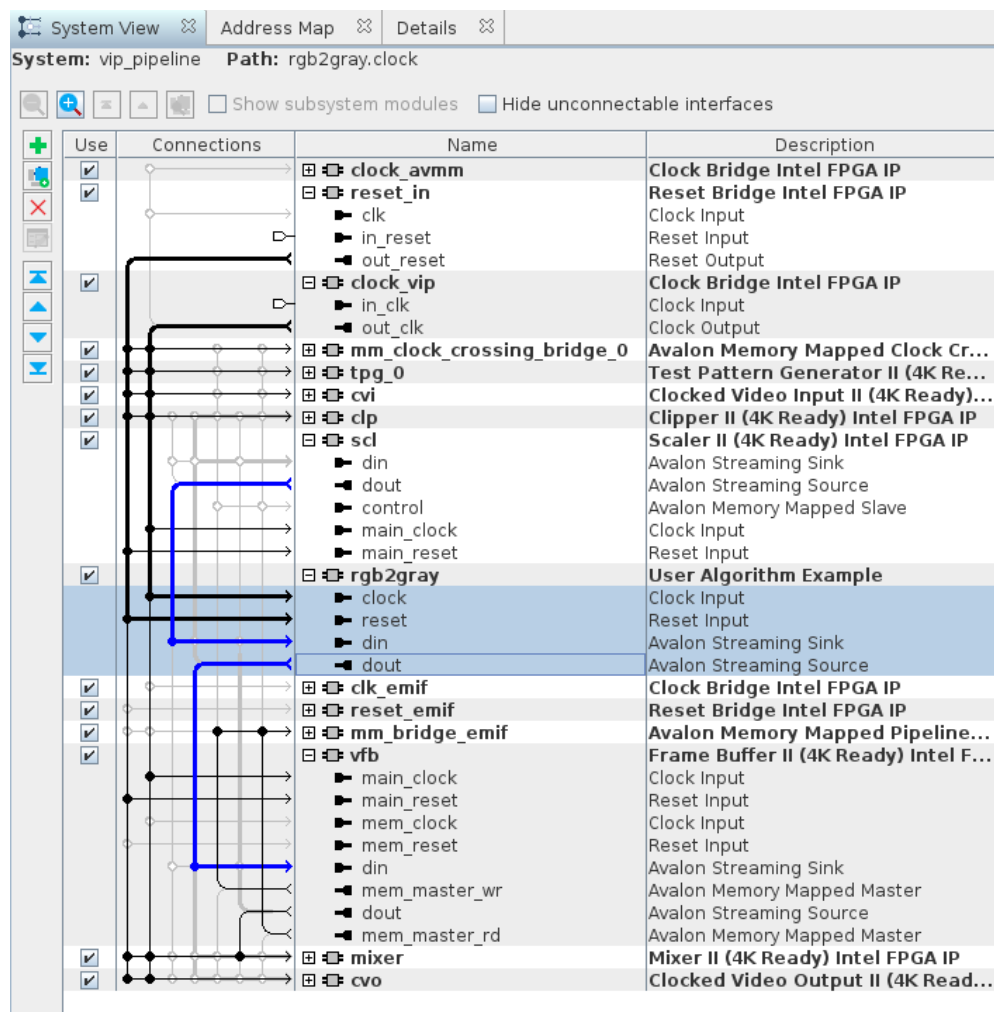 System View Address Map Details
System: vip_pipeline Path: rgb2gray.clock
Show subsystem modules Hide unconnectable interfaces
Use Connections Name Description
clock_avmm Clock Bridge Intel FPGA IP
reset_in Reset Bridge Intel FPGA IP
clk Clock Input
in_reset Reset Input
out_reset Reset Output
clock_vip Clock Bridge Intel FPGA IP
in_clk Clock Input
out_clk Clock Output
mm_clock_crossing_bridge_0 Avalon Memory Mapped Clock Cr...
tpg_0 Test Pattern Generator II (4K Re...
cvi Clocked Video Input II (4K Ready)...
clp Clipper II (4K Ready) Intel FPGA IP
scl Scaler II (4K Ready) Intel FPGA IP
din Avalon Streaming Sink
dout Avalon Streaming Source
control Avalon Memory Mapped Slave
main_clock Clock Input
main_reset Reset Input
rgb2gray User Algorithm Example
clock Clock Input
reset Reset Input
din Avalon Streaming Sink
dout Avalon Streaming Source
clk_emif Clock Bridge Intel FPGA IP
reset_emif Reset Bridge Intel FPGA IP
mm_bridge_emif Avalon Memory Mapped Pipeline...
vfb Frame Buffer II (4K Ready) Intel F...
main_clock Clock Input
main_reset Reset Input
mem_clock Clock Input
mem_reset Reset Input
din Avalon Streaming Sink
mem_master_wr Avalon Memory Mapped Master
dout Avalon Streaming Source
mem_master_rd Avalon Memory Mapped Master
mixer Mixer II (4K Ready) Intel FPGA IP
cvo Clocked Video Output II (4K Read...